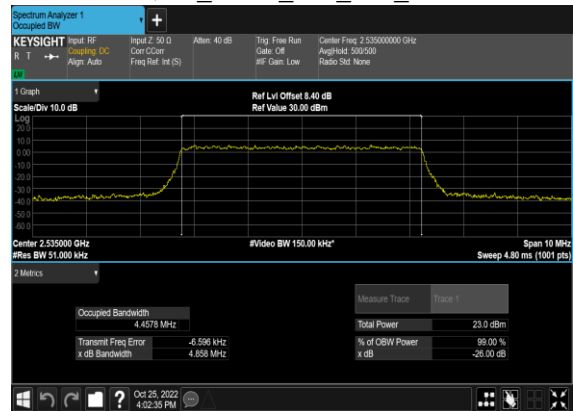 Spectrum Analyzer 1
Occupied BW
KEYSIGHT Input: RF Input Z: 50 Ω Atten: 40 dB Trig: Free Run Center Freq: 2.535000000 GHz
R T Coupling: DC Corr CCorr Gate: Off Avg|Hold: 500/500
Align: Auto Freq Ref: Int (S) #IF Gain: Low Radio Std: None
1 Graph
Ref Lvl Offset 8.40 dB
Scale/Div 10.0 dB Ref Value 30.00 dBm
Log
20.0
10.0
0.00
-10.0
-20.0
-30.0
-40.0
-50.0
-60.0
Center 2.535000 GHz #Video BW 150.00 kHz* Span 10 MHz
#Res BW 51.000 kHz Sweep 4.80 ms (1001 pts)
2 Metrics
Measure Trace Trace 1
Occupied Bandwidth
4.4578 MHz Total Power 23.0 dBm
Transmit Freq Error -6.596 kHz % of OBW Power 99.00 %
x dB Bandwidth 4.858 MHz x dB -26.00 dB
? Oct 25, 2022
4:02:35 PM